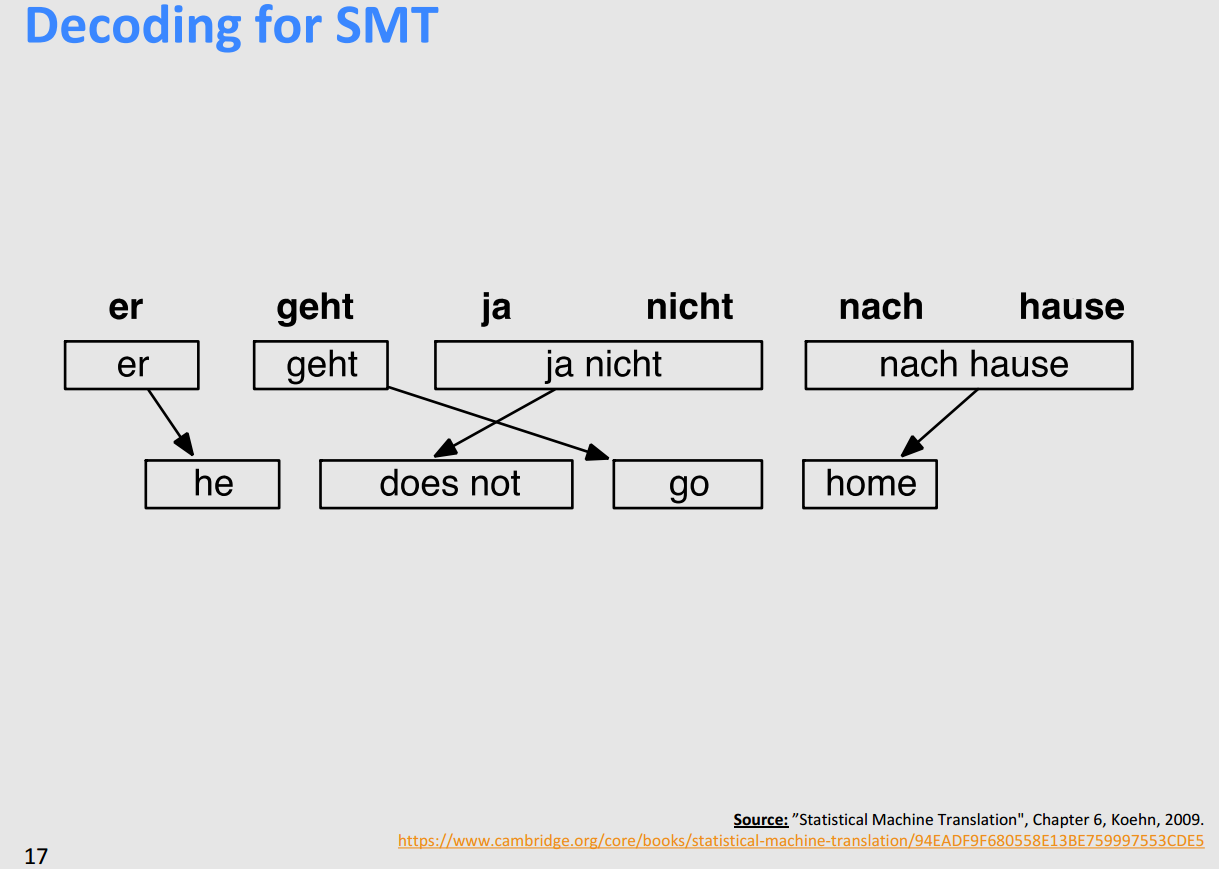 Decoding for SMT
er geht ja nicht nach hause
er geht ja nicht nach hause
he does not go home
Source: ”Statistical Machine Translation", Chapter 6, Koehn, 2009.
https://www.cambridge.org/core/books/statistical-machine-translation/94EADF9F680558E13BE759997553CDE5
17